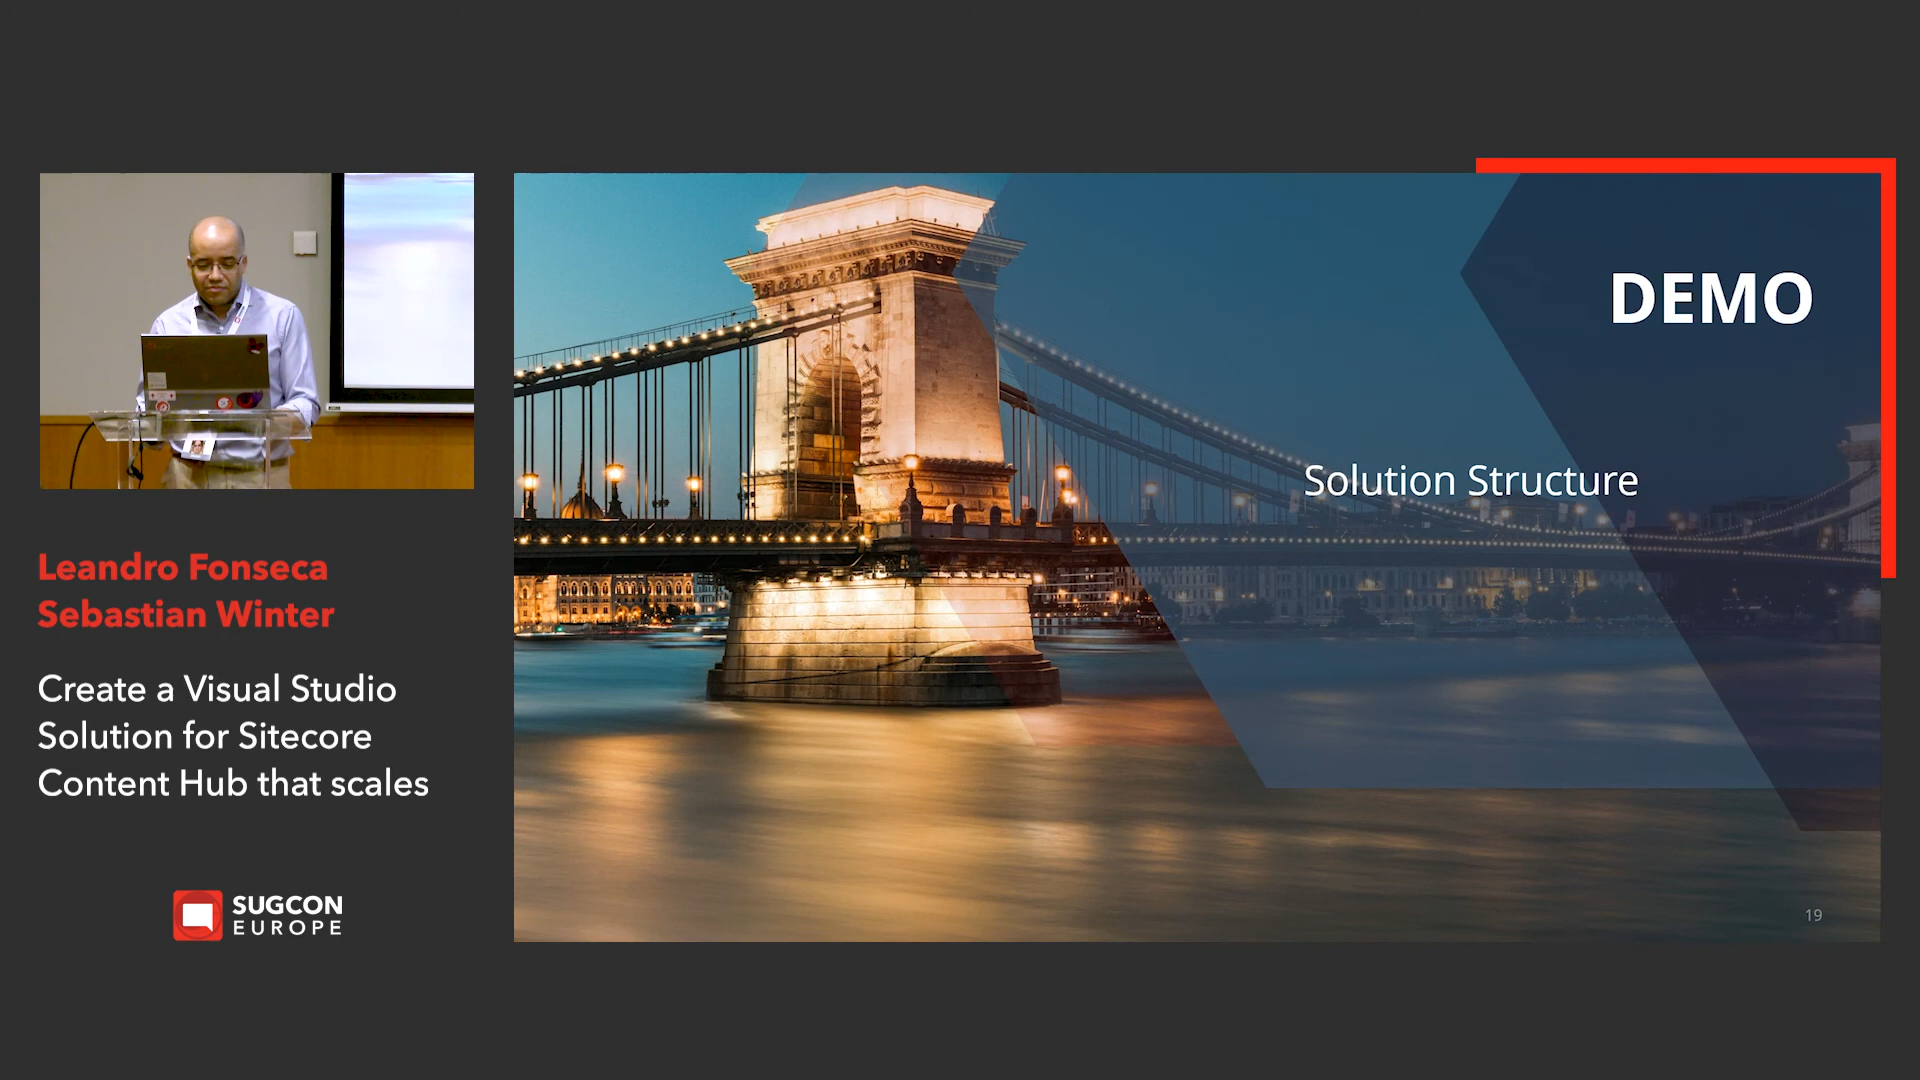 DEMO
Solution Structure
19
Leandro Fonseca
Sebastian Winter
Create a Visual Studio
Solution for Sitecore
Content Hub that scales
SUGCON
EUROPE